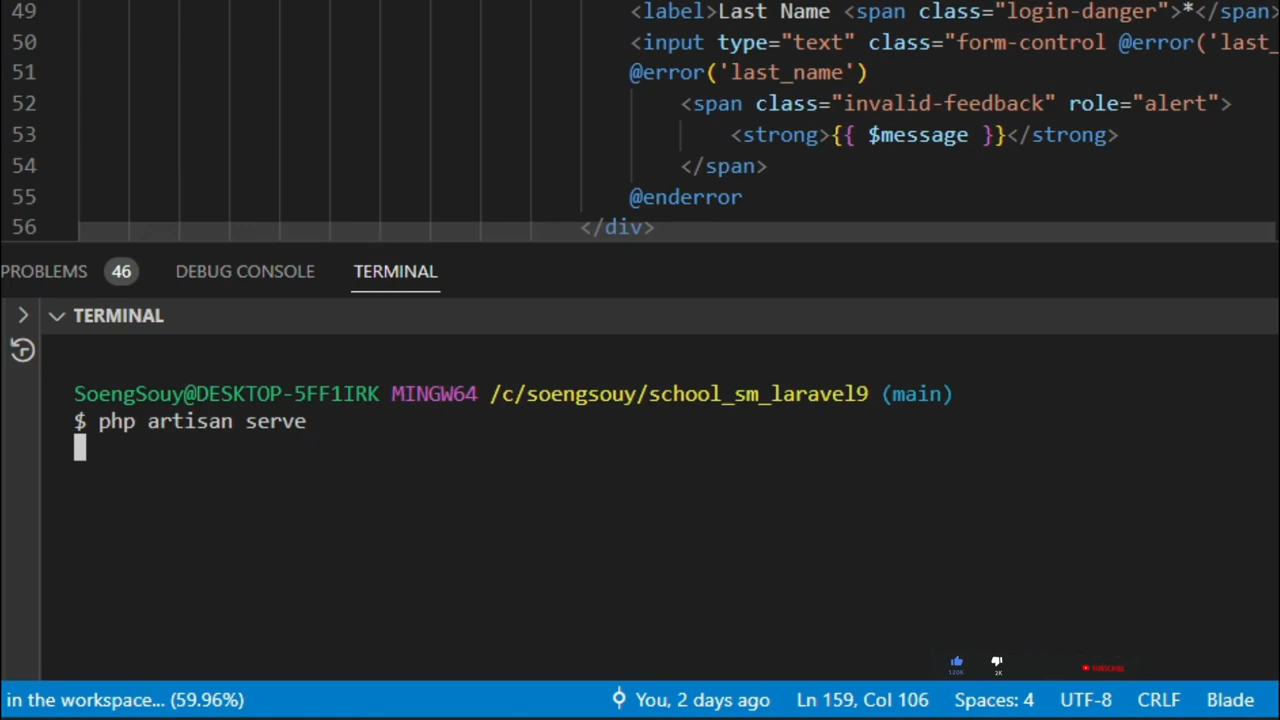 49 <label>Last Name <span class="login-danger">*</span>
50 <input type="text" class="form-control @error('last_
51 @error('last_name')
52 <span class="invalid-feedback" role="alert">
53 <strong>{{ $message }}</strong>
54 </span>
55 @enderror
56 </div>
PROBLEMS 46 DEBUG CONSOLE TERMINAL
TERMINAL
SoengSouy@DESKTOP-5FF1IRK MINGW64 /c/soengsouy/school_sm_laravel9 (main)
$ php artisan serve
120K 2K SUBSCRIBE
in the workspace... (59.96%) You, 2 days ago Ln 159, Col 106 Spaces: 4 UTF-8 CRLF Blade